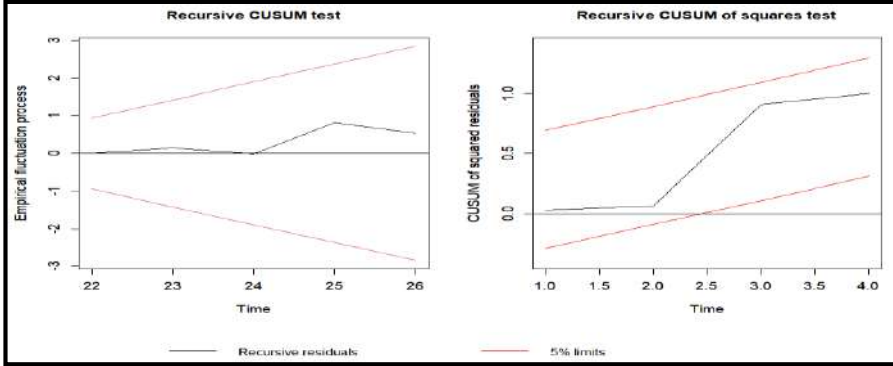 Recursive CUSUM test
Empirical fluctuation process
3
2
1
0
-1
-2
-3
22 23 24 25 26
Time
Recursive CUSUM of squares test
CUSUM of squared residuals
1.0
0.5
0.0
1.0 1.5 2.0 2.5 3.0 3.5 4.0
Time
Recursive residuals 5% limits